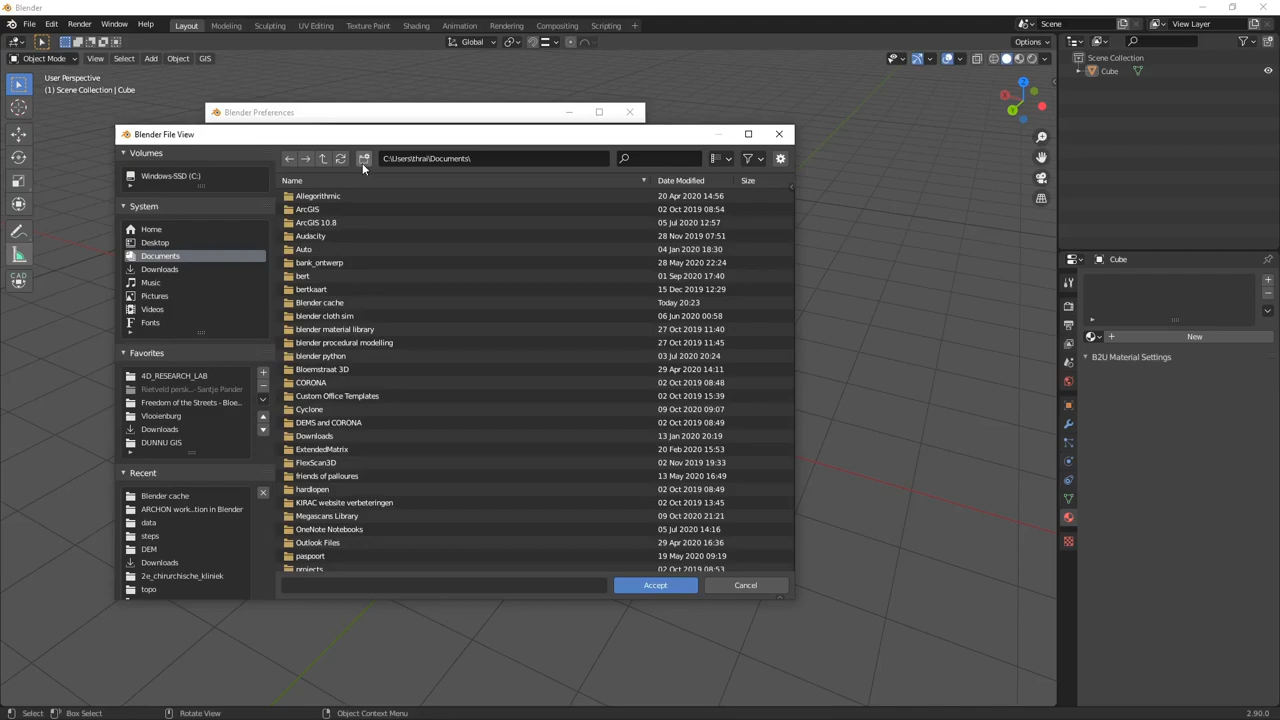 Blender
File Edit Render Window Help Layout Modeling Sculpting UV Editing Texture Paint Shading Animation Rendering Compositing Scripting + Scene View Layer
Global Options
Object Mode View Select Add Object GIS
User Perspective
(1) Scene Collection | Cube
Scene Collection
Cube
Z
X
Y
Blender Preferences
Blender File View
Volumes
Windows-SSD (C:)
System
Home
Desktop
Documents
Downloads
Music
Pictures
Videos
Fonts
Favorites
4D_RESEARCH_LAB
Rietveld persk... - Santje Pander
Freedom of the Streets - Bloe...
Vlooienburg
Downloads
DUNNU GIS
Recent
Blender cache
ARCHON work...tion in Blender
data
steps
DEM
Downloads
2e_chirurchische_kliniek
topo
C:\Users\thrai\Documents\
Name Date Modified Size
Allegorithmic 20 Apr 2020 14:56
ArcGIS 02 Oct 2019 08:54
ArcGIS 10.8 05 Jul 2020 12:57
Audacity 28 Nov 2019 07:51
Auto 04 Jan 2020 18:30
bank_ontwerp 28 May 2020 22:24
bert 01 Sep 2020 17:40
bertkaart 15 Dec 2019 12:29
Blender cache Today 20:23
blender cloth sim 06 Jun 2020 00:58
blender material library 27 Oct 2019 11:40
blender procedural modelling 27 Oct 2019 11:45
blender python 03 Jul 2020 20:24
Bloemstraat 3D 29 Apr 2020 14:11
CORONA 02 Oct 2019 08:48
Custom Office Templates 02 Oct 2019 15:39
Cyclone 09 Oct 2020 09:07
DEMS and CORONA 02 Oct 2019 08:49
Downloads 13 Jan 2020 20:19
ExtendedMatrix 20 Feb 2020 15:53
FlexScan3D 02 Nov 2019 19:33
friends of palloures 13 May 2020 16:49
hardlopen 02 Oct 2019 08:49
KIRAC website verbeteringen 02 Oct 2019 13:45
Megascans Library 09 Oct 2020 21:21
OneNote Notebooks 05 Jul 2020 14:16
Outlook Files 29 Apr 2020 16:36
paspoort 19 May 2020 09:19
projects 02 Oct 2019 08:53
Accept Cancel
CAD
Cube
+ New
B2U Material Settings
Select Box Select Rotate View Object Context Menu 2.90.0